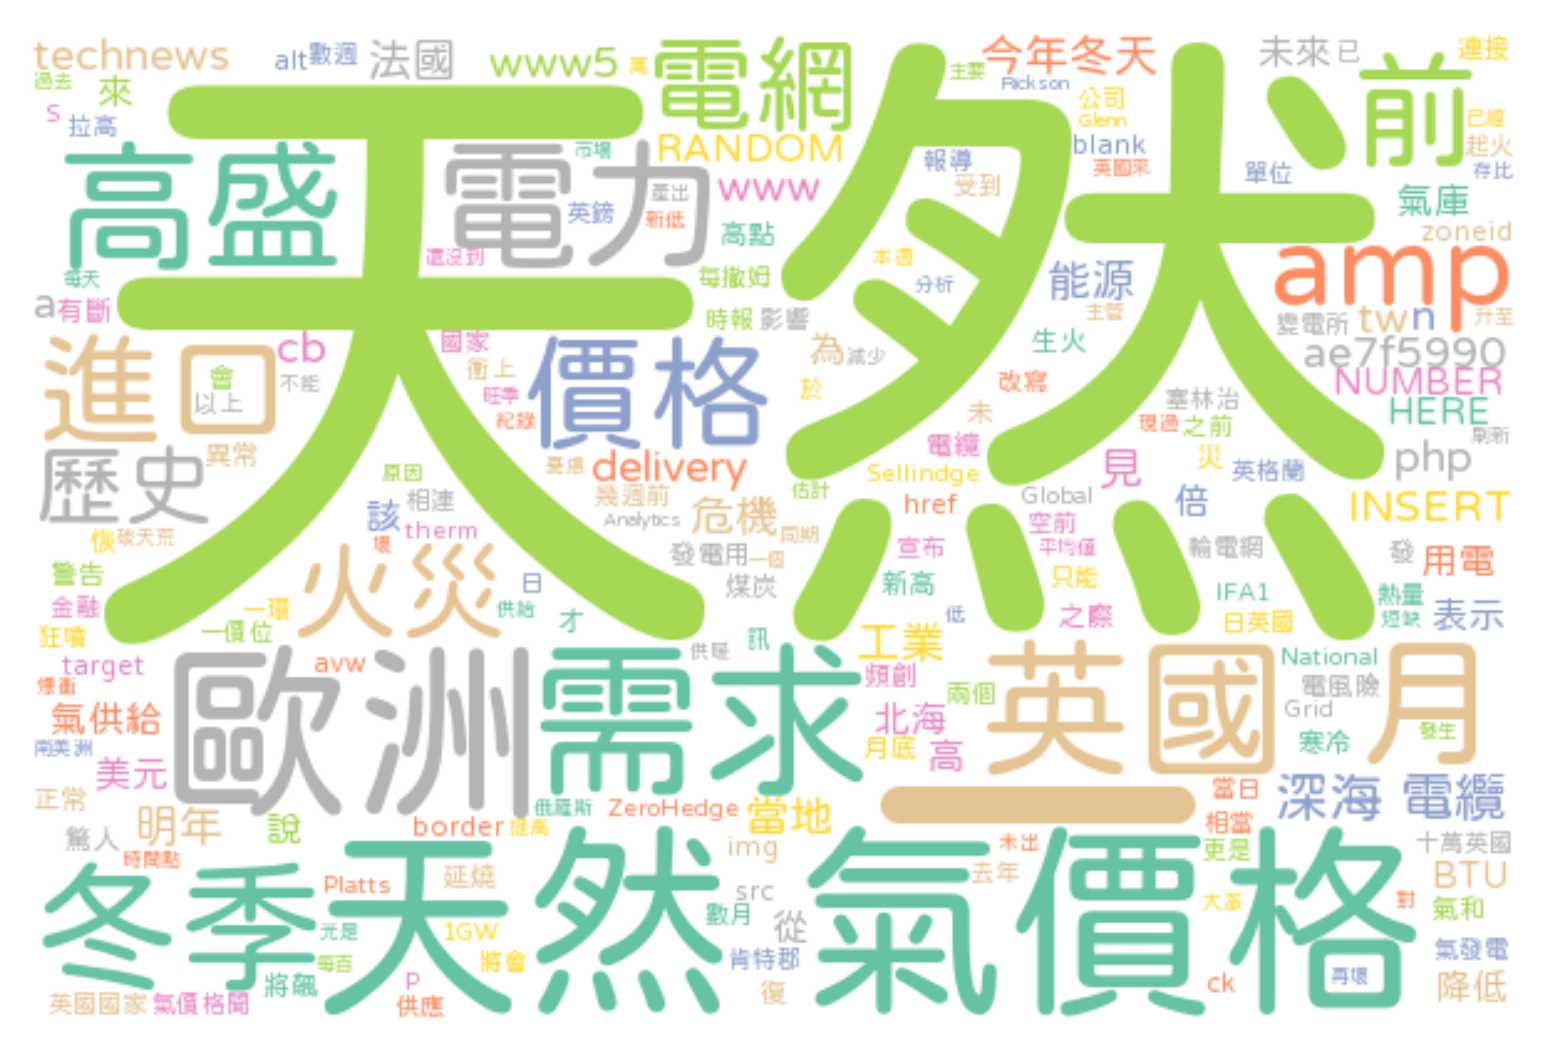 technews
alt
數週
法國
www5
萬
電網
主要
今年冬天
Rickson
未來
已
連接
過去
來
S
拉高
天然
前
公司
Glenn
已經
起火
存比
高盛
電力
市場
RANDOM
blank
英國來
報導
受到
單位
產出
英鎊
新低
www
高點
氣庫
zoneid
每天
還沒到
每撤姆
本週
分析
能源
amp
a
有斷
時報
影響
主管
變電所
twn
升至
進口
會
以上
cb
不能
國家
衝上
旺季
紀錄
價格
為
減少
於
生火
改寫
ae7f5990
NUMBER
HERE
刷新
歷史
異常
原因
相連
憂慮
delivery
幾週前
Analytics
危機
同期
估計
未
電纜
Sellindge
href
塞林治
現過
之前
見
災
英格蘭
php
Global
倍
INSERT
恢
破天荒
該
therm
壞
發電用
一個
宣布
空前
平均值
輸電網
發
用電
警告
金融
狂噴
火災
日
供給
才
煤炭
新高
只能
低
之際
IFA1
日英國
熱量
短缺
表示
一環
一價位
target
爆衝
avw
供暖
訊
工業
頻創
兩個
英國
National
電風險
Grid
寒冷
月
發生
氣供給
南美洲
美元
歐洲
需求
北海
月底
高
正常
明年
說
俄羅斯
ZeroHedge
當地
一
當日
深海 電纜
驚人
時間點
border
提高
img
未出
相當
更是
十萬英國
冬季
Platts
延燒
天然氣價格
src
數月
去年
從
大漲
對
BTU
氣和
光是
每百
將飆
1GW
將會
P
供應
肯特郡
復
ck
再壞
氣發電
降低
英國國家
氣價格聞